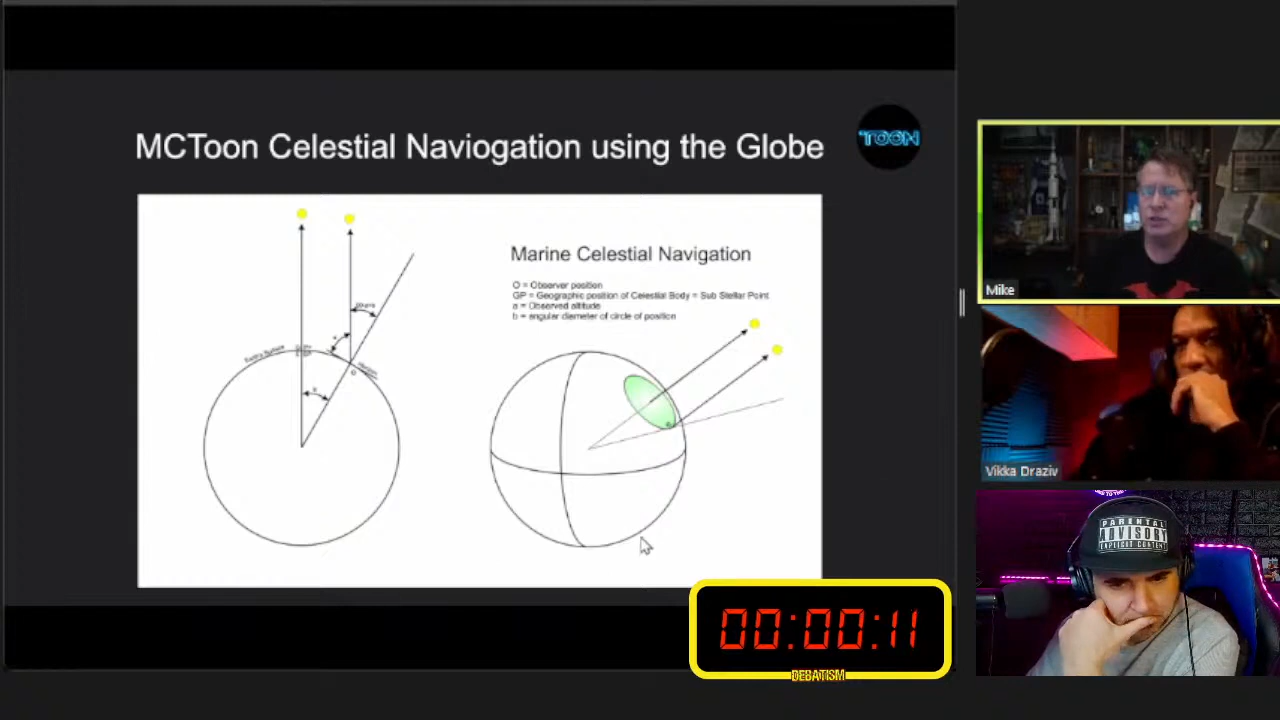 MCToon Celestial Naviogation using the Globe
TOON
Marine Celestial Navigation
O = Observer position
GP = Geographic position of Celestial Body = Sub Stellar Point
a = Observed altitude
b = angular diameter of circle of position
Mike
Vikka Draziv
PARENTAL
ADVISORY
EXPLICIT CONTENT
00:00:11
DEBATISM